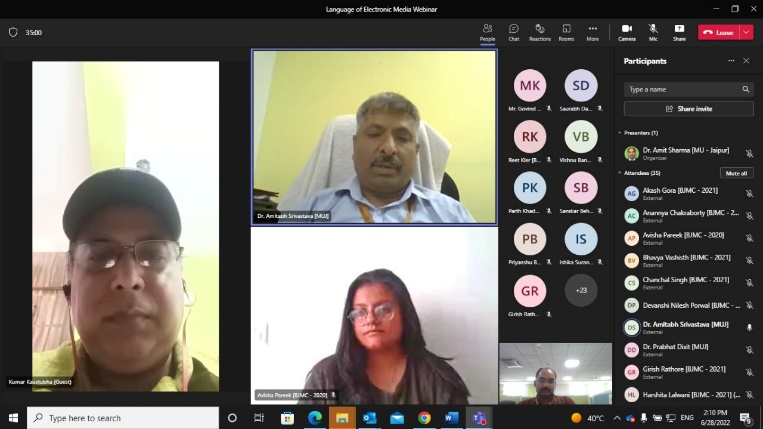 Language of Electronic Media Webinar
35:00
People
Chat
Reactions
Rooms
More
Camera
Mic
Share
Leave
Participants
Type a name
Share invite
Presenters (1)
Dr. Amit Sharma [MU - Jaipur]
Organizer
Attendees (35)
Mute all
AG
Akash Gora [BJMC - 2021]
External
AC
Anannya Chakraborty [BJMC - 2...
External
AP
Avisha Pareek [BJMC - 2020]
External
BV
Bhavya Vashisth [BJMC - 2021]
External
CS
Chanchal Singh [BJMC - 2021]
External
DP
Devanshi Nilesh Porwal [BJMC - ...
DS
Dr. Amitabh Srivastava [MUJ]
External
DD
Dr. Prabhat Dixit [MUJ]
External
GR
Girish Rathore [BJMC - 2021]
External
HL
Harshita Lalwani [BJMC - 2021] (...
External
MK
Mr. Govind ...
SD
Saurabh Da...
RK
Reet Kler [B...
VB
Vishnu Ban...
PK
Parth Khad...
SB
Sanskar Beh...
PB
Priyanshu B...
IS
Ishika Suran...
GR
Girish Rath...
+23
Kumar Kaustubha (Guest)
Dr. Amitabh Srivastava [MUJ]
Avisha Pareek [BJMC - 2020]
Type here to search
40°C
ENG
2:10 PM
6/28/2022